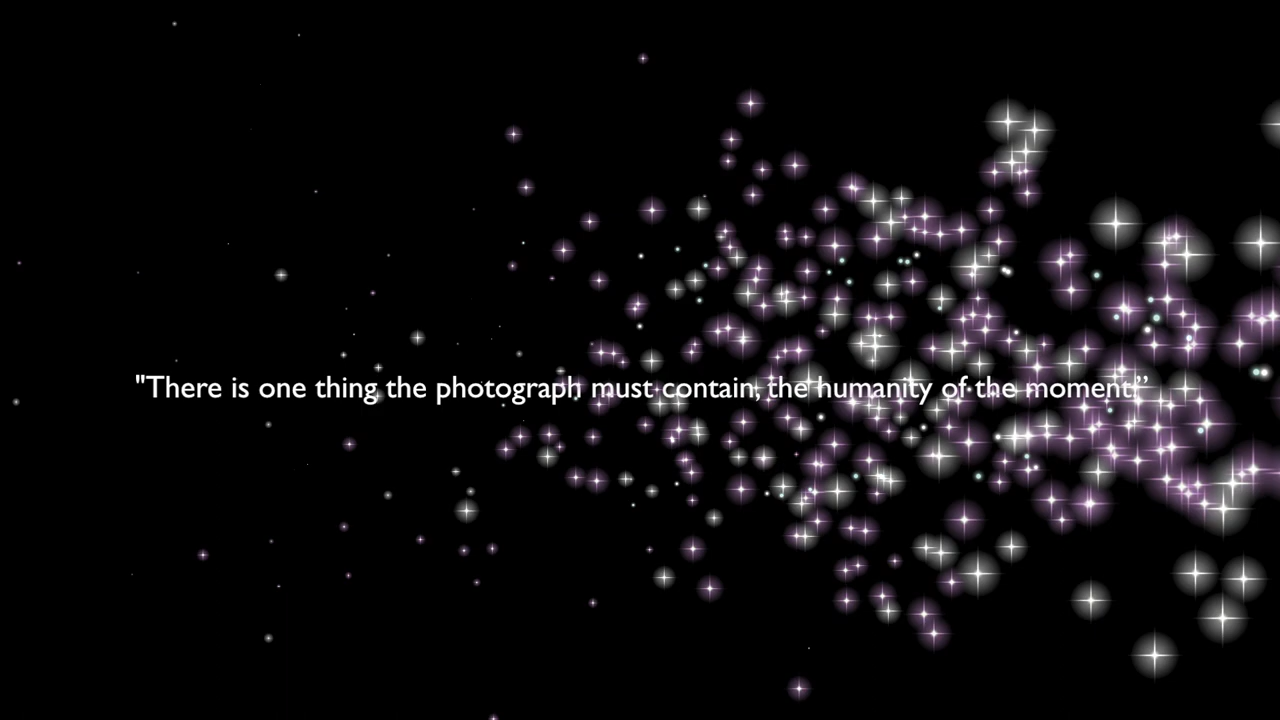 "There is one thing the photograph must contain, the humanity of the moment.”